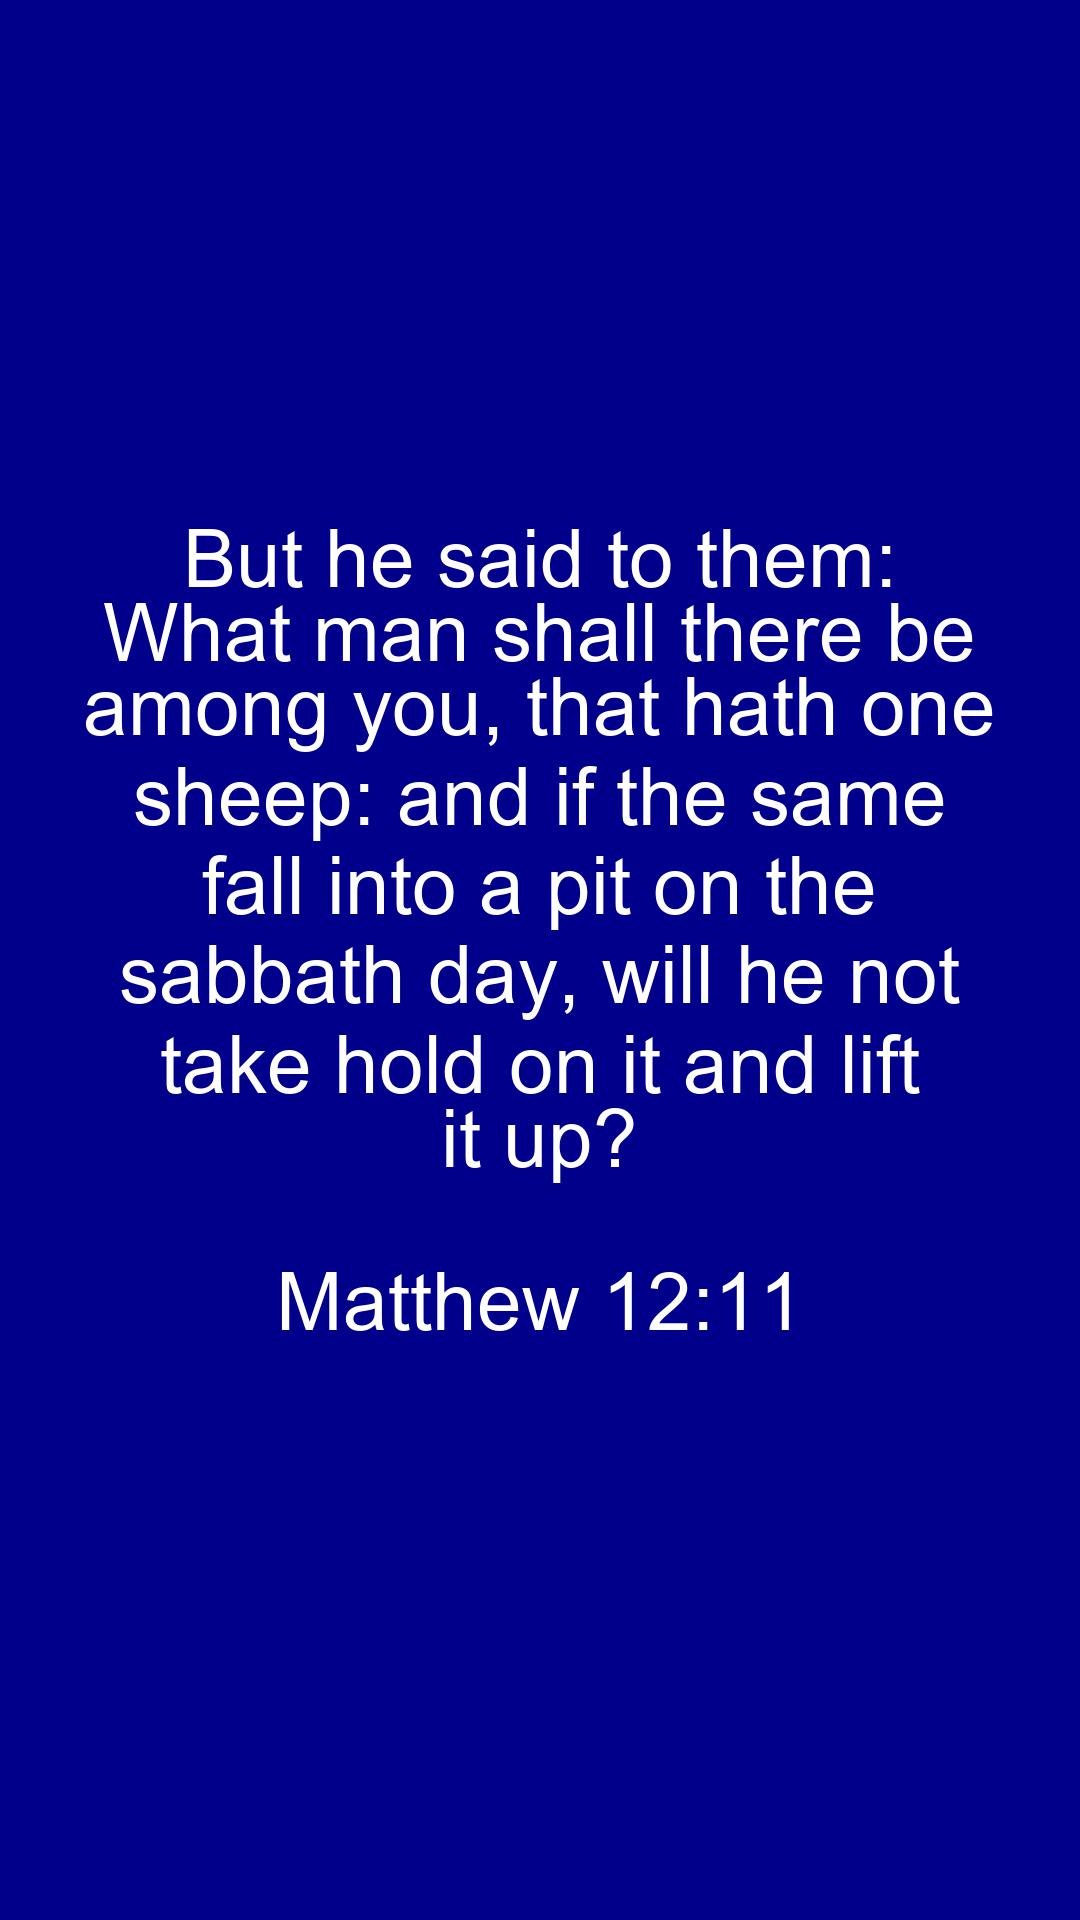 But he said to them:
What man shall there be
among you, that hath one
sheep: and if the same
fall into a pit on the
sabbath day, will he not
take hold on it and lift
it up?
Matthew 12:11